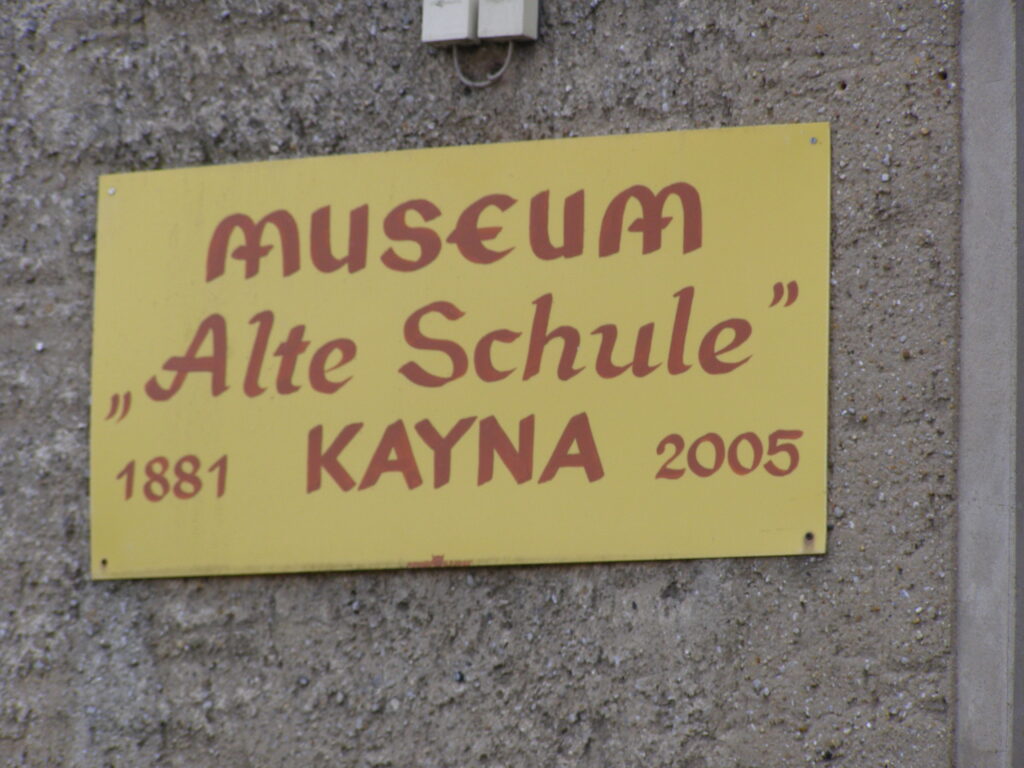 MUSEUM
„Alte Schule”
1881 KAYNA 2005